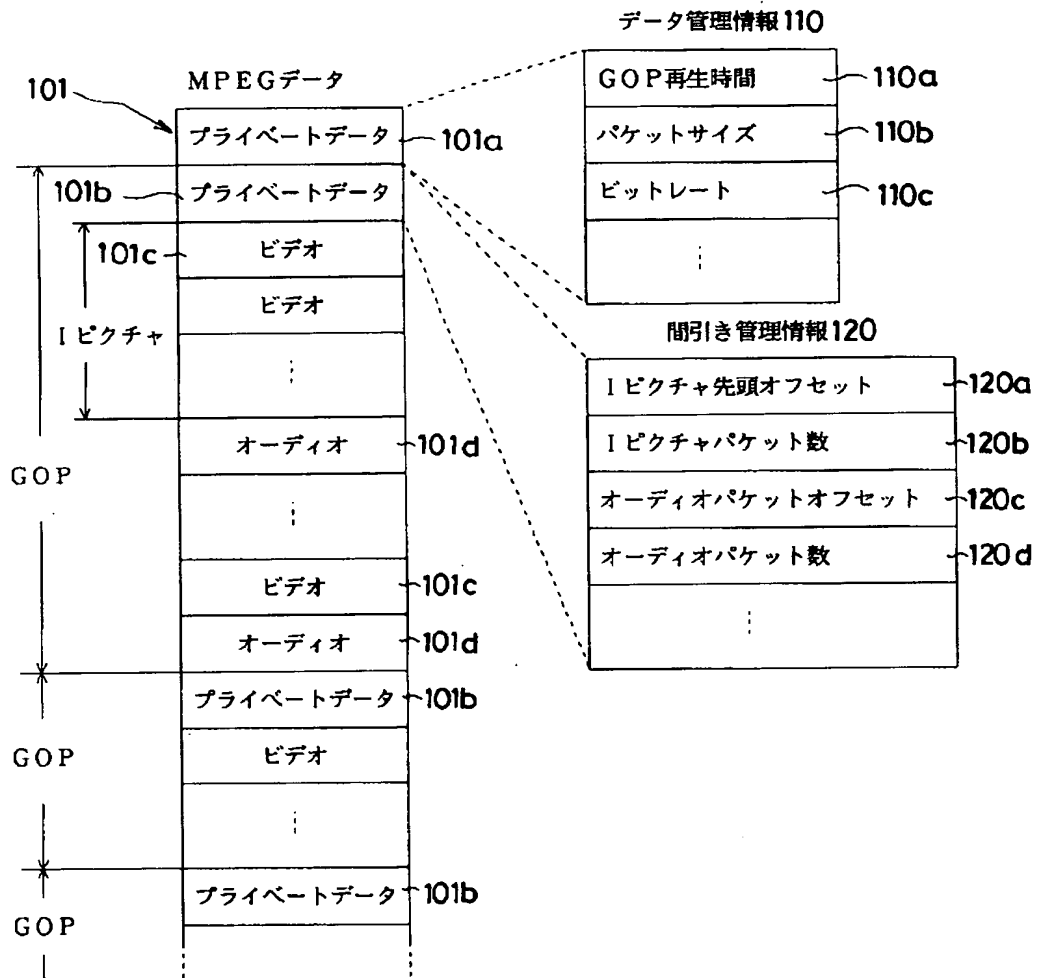 データ管理情報110
GOP再生時間
110a
パケットサイズ
110b
ビットレート
110c
MPEGデータ
101
プライベートデータ
101a
101b
プライベートデータ
101c
ビデオ
ビデオ
Iピクチャ
オーディオ
101d
GOP
ビデオ
101c
オーディオ
101d
間引き管理情報120
Iピクチャ先頭オフセット
120a
Iピクチャパケット数
120b
オーディオパケットオフセット
120c
オーディオパケット数
120d
プライベートデータ
101b
GOP
ビデオ
プライベートデータ
101b
GOP